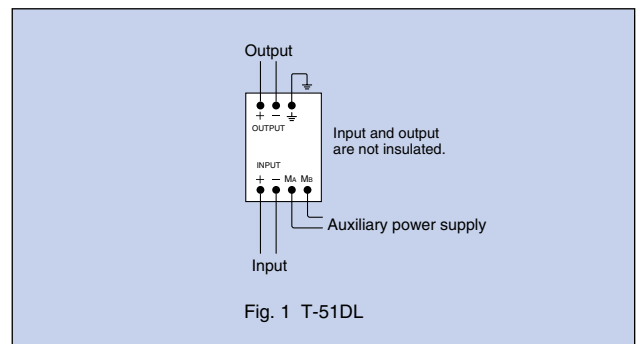 Output
+ − ⏚
OUTPUT
Input and output
are not insulated.
INPUT
+ − MA MB
Auxiliary power supply
Input
Fig. 1 T-51DL